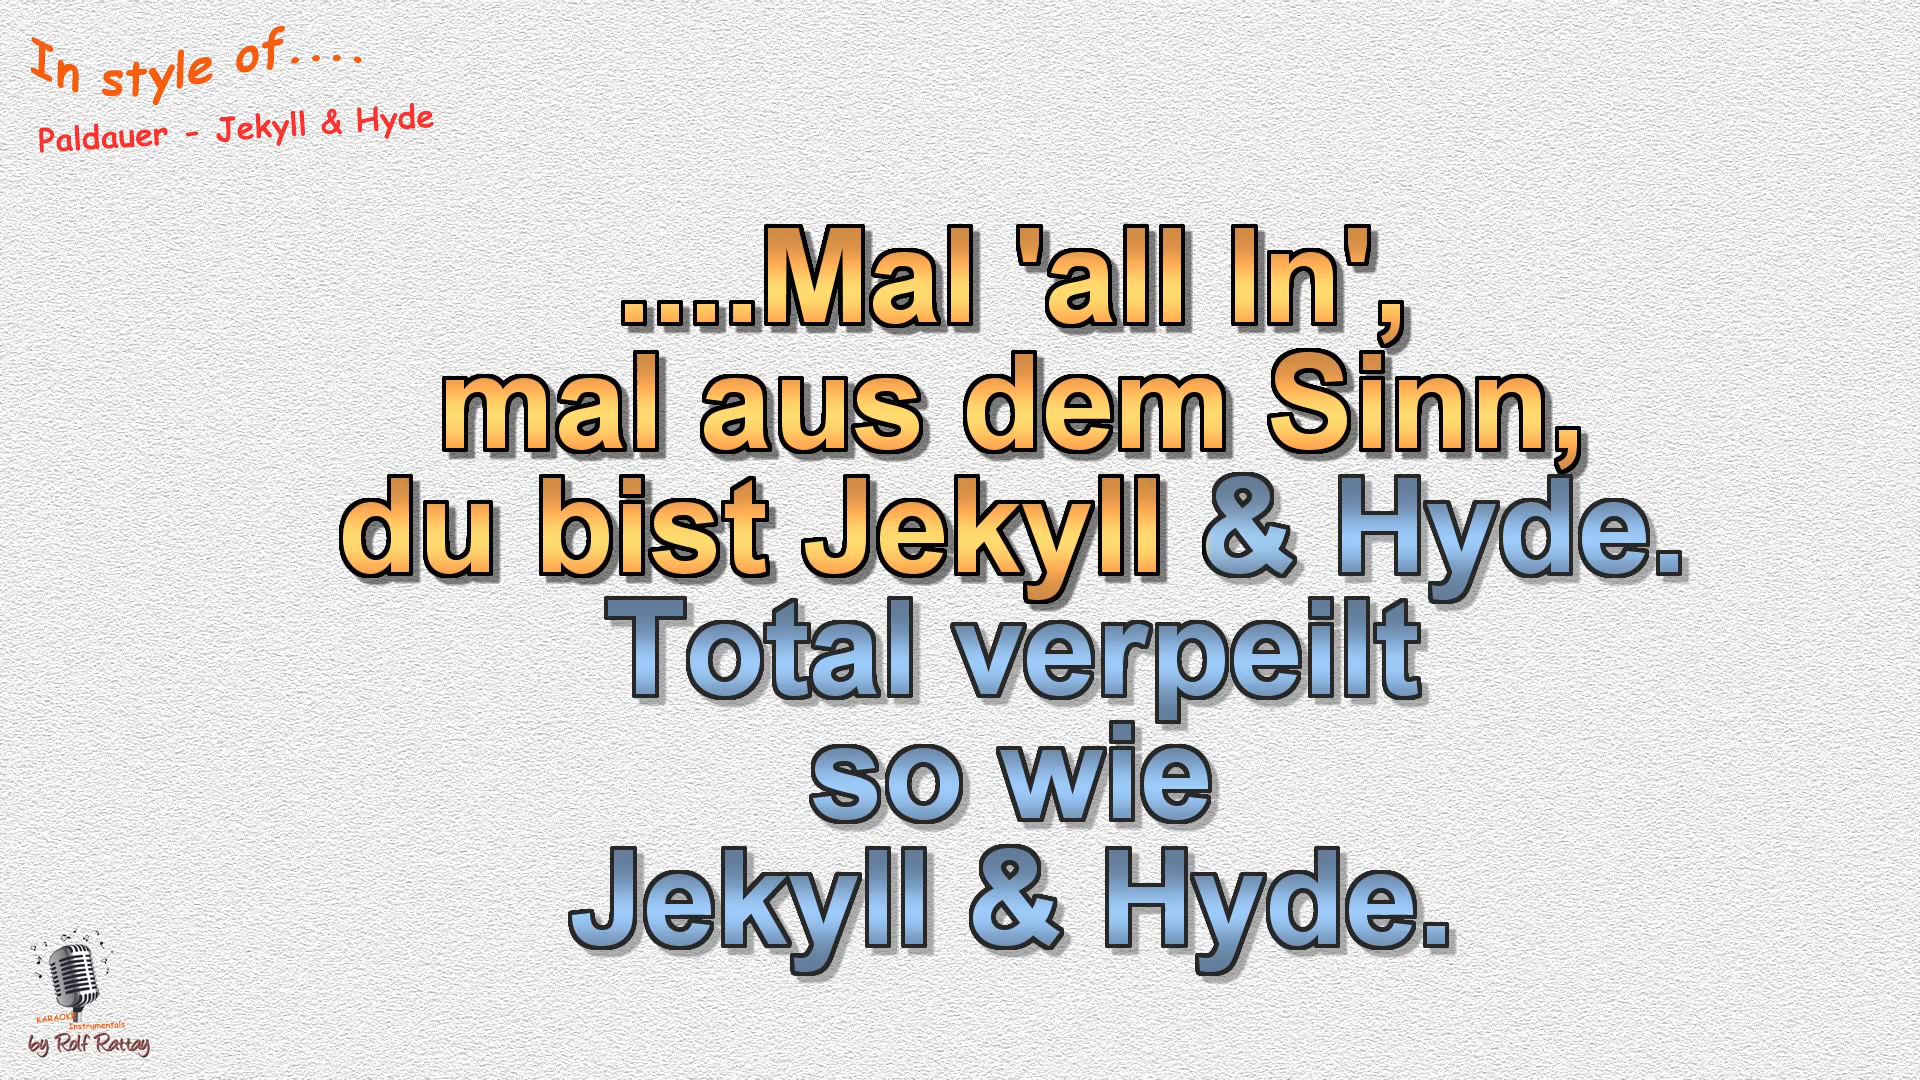 In style of....
Paldauer - Jekyll & Hyde
....Mal 'all In',
mal aus dem Sinn,
du bist Jekyll & Hyde.
Total verpeilt
so wie
Jekyll & Hyde.
KARAOKE
Instrumentals
by Rolf Rattay